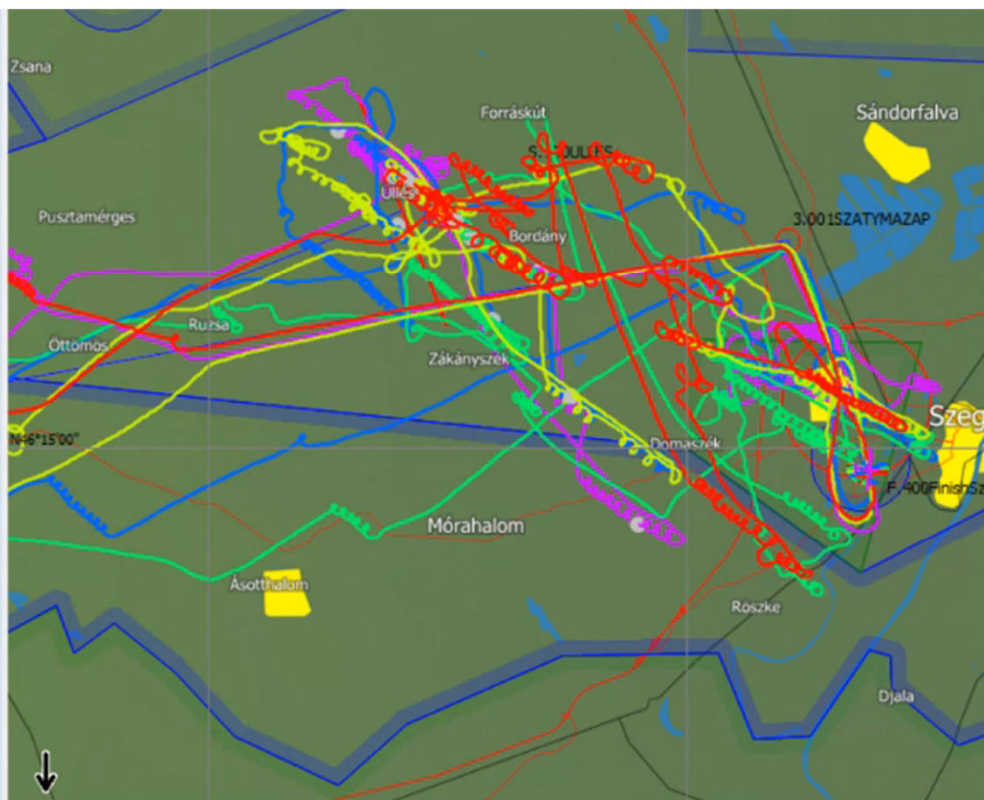 Zsana
Forráskút
Sándorfalva
Pusztamérges
Üllés
3.001SZATYMAZAP
Bordány
Ruzsa
Öttömös
Zákányszék
Szeg
N46°15'00"
Domaszék
F.400FinishSz
Mórahalom
Ásotthalom
Röszke
Djala